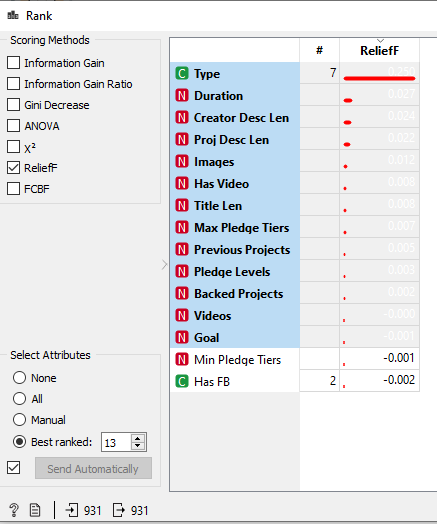 Rank
Scoring Methods
Information Gain
Information Gain Ratio
Gini Decrease
ANOVA
χ²
ReliefF
FCBF
Select Attributes
None
All
Manual
Best ranked: 13
Send Automatically
931 931
# ReliefF
C Type 7
N Duration 0.027
N Creator Desc Len 0.024
N Proj Desc Len 0.022
N Images 0.012
N Has Video 0.008
N Title Len 0.008
N Max Pledge Tiers 0.007
N Previous Projects 0.005
N Pledge Levels 0.003
N Backed Projects 0.002
N Videos -0.000
N Goal -0.001
N Min Pledge Tiers -0.001
C Has FB 2 -0.002